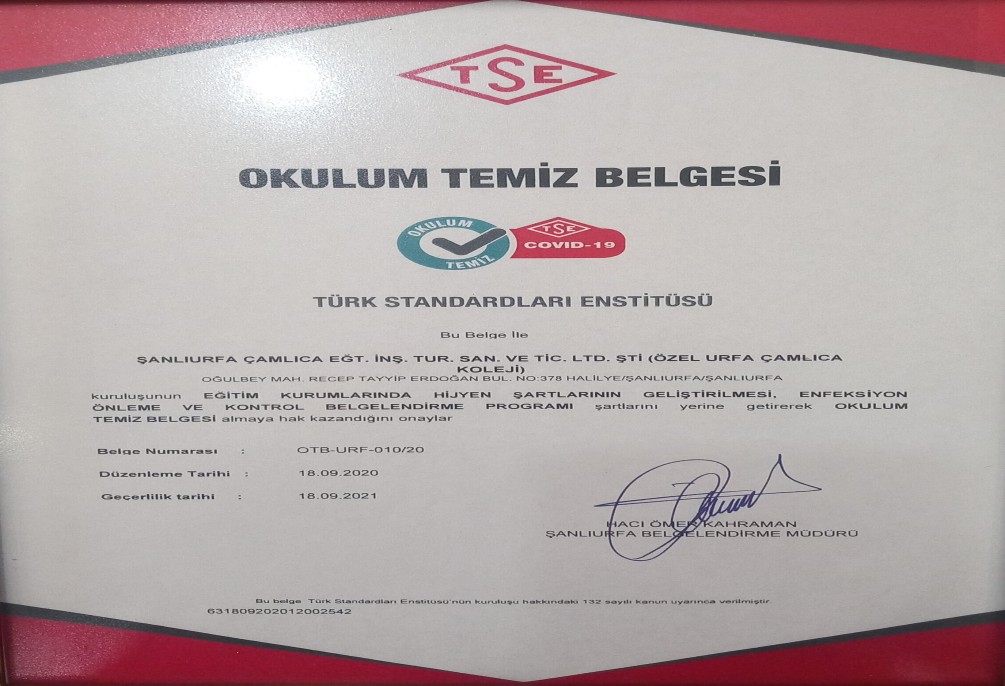 TSE
OKULUM TEMİZ BELGESİ
OKULUM
TEMİZ
TSE
COVID-19
TÜRK STANDARDLARI ENSTİTÜSÜ
Bu Belge İle
ŞANLIURFA ÇAMLICA EĞT. İNŞ. TUR. SAN. VE TİC. LTD. ŞTİ (ÖZEL URFA ÇAMLICA
KOLEJİ)
OĞULBEY MAH. RECEP TAYYİP ERDOĞAN BUL. NO:378 HALİLYE/ŞANLIURFA/ŞANLIURFA
kuruluşunun EĞİTİM KURUMLARINDA HİJYEN ŞARTLARININ GELİŞTİRİLMESİ, ENFEKSİYON
ÖNLEME VE KONTROL BELGELENDİRME PROGRAMI şartlarını yerine getirerek OKULUM
TEMİZ BELGESİ almaya hak kazandığını onaylar
Belge Numarası : OTB-URF-010/20
Düzenleme Tarihi : 18.09.2020
Geçerlilik tarihi : 18.09.2021
HACI ÖMER KAHRAMAN
ŞANLIURFA BELGELENDİRME MÜDÜRÜ
Bu belge Türk Standardları Enstitüsü'nün kuruluşu hakkındaki 132 sayılı kanun uyarınca verilmiştir.
631809202012002542